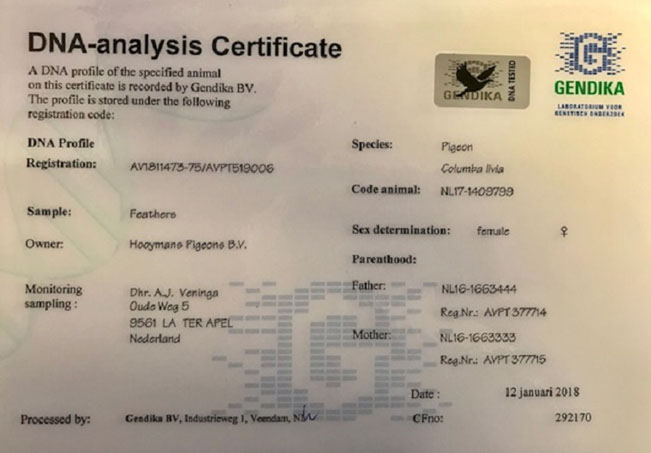 DNA-analysis Certificate
A DNA profile of the specified animal
on this certificate is recorded by Gendika BV.
The profile is stored under the following
registration code:
GENDIKA
DNA TESTED
GENDIKA
LABORATORIUM VOOR
GENETISCH ONDERZOEK
DNA Profile
Registration: AV1811473-75/AVPT519006
Sample: Feathers
Owner: Hooymans Pigeons B.V.
Monitoring
sampling :
Dhr. A.J. Veninga
Oude Weg 5
9561 LA TER APEL
Nederland
Species: Pigeon
Columba livia
Code animal: NL17-1409799
Sex determination: female ♀
Parenthood:
Father: NL16-1663444
Reg.Nr.: AVPT 377714
Mother: NL16-1663333
Reg.Nr.: AVPT 377715
Date : 12 januari 2018
Processed by: Gendika BV, Industrieweg 1, Veendam,
CFno: 292170